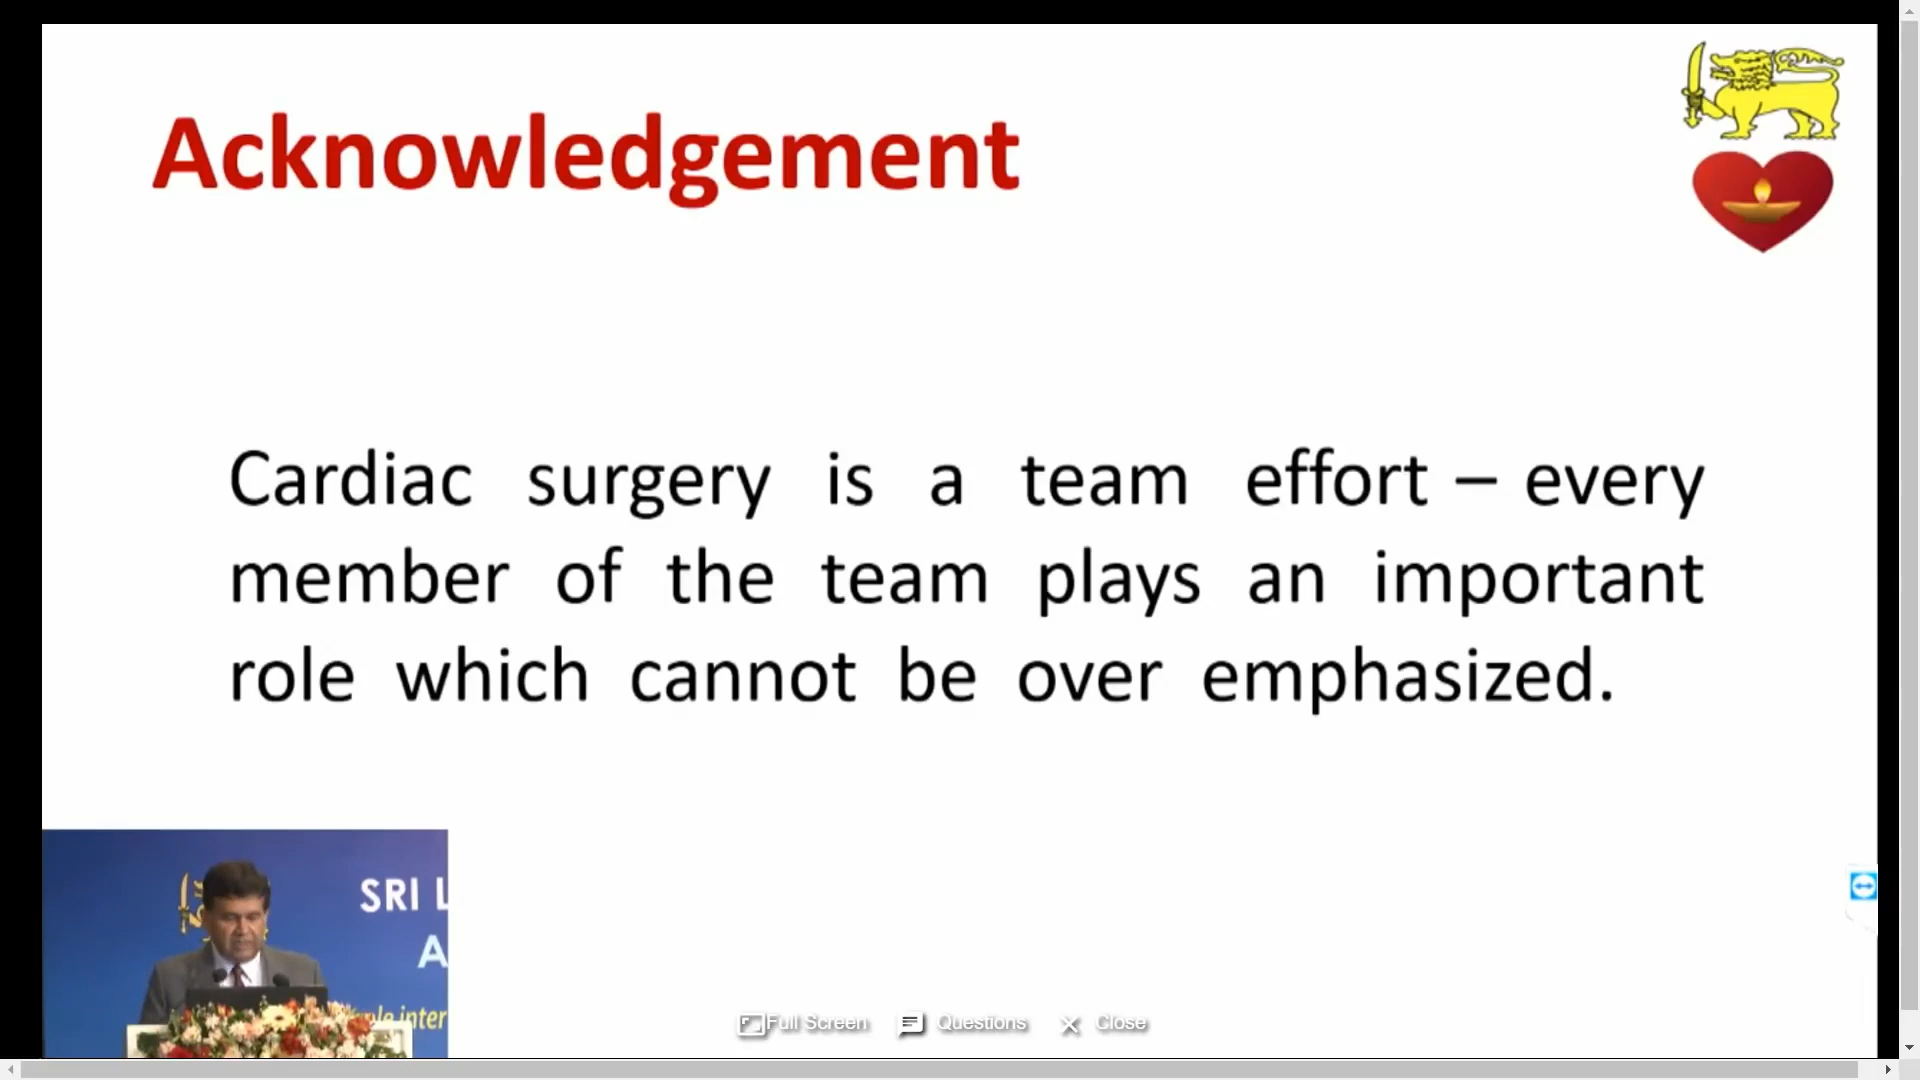 Acknowledgement
Cardiac surgery is a team effort – every
member of the team plays an important
role which cannot be over emphasized.
SRI L
A
ple inter
Full Screen
Questions
Close